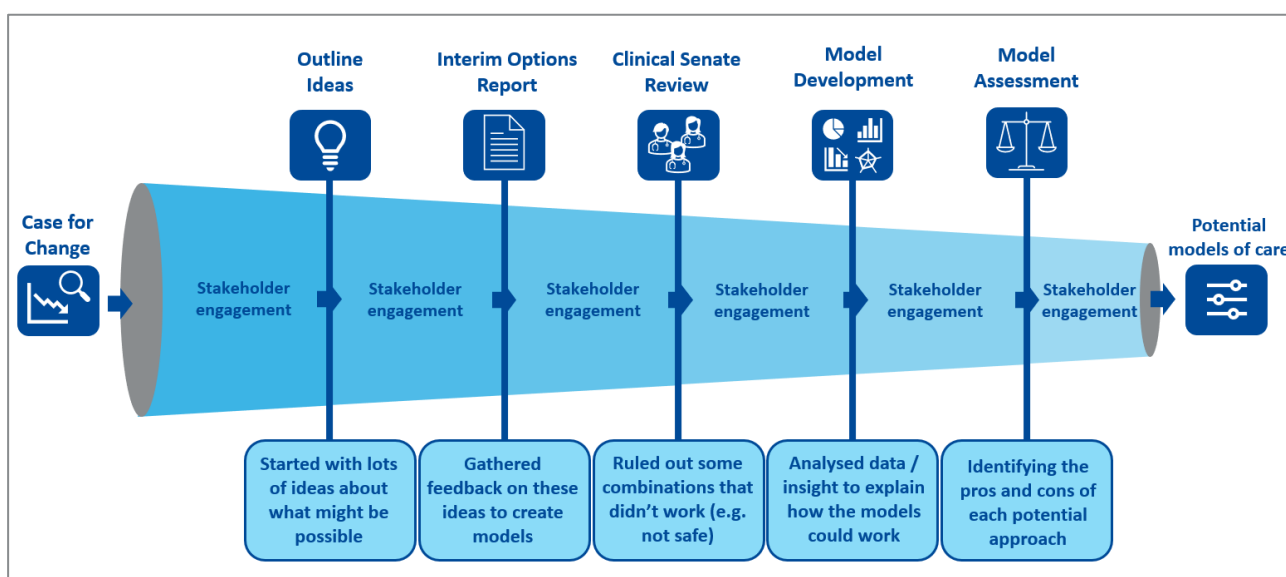 Outline
Ideas
Interim Options
Report
Clinical Senate
Review
Model
Development
Model
Assessment
Case for
Change
Stakeholder
engagement
Stakeholder
engagement
Stakeholder
engagement
Stakeholder
engagement
Stakeholder
engagement
Stakeholder
engagement
Potential
models of care
Started with lots
of ideas about
what might be
possible
Gathered
feedback on these
ideas to create
models
Ruled out some
combinations that
didn't work (e.g.
not safe)
Analysed data /
insight to explain
how the models
could work
Identifying the
pros and cons of
each potential
approach